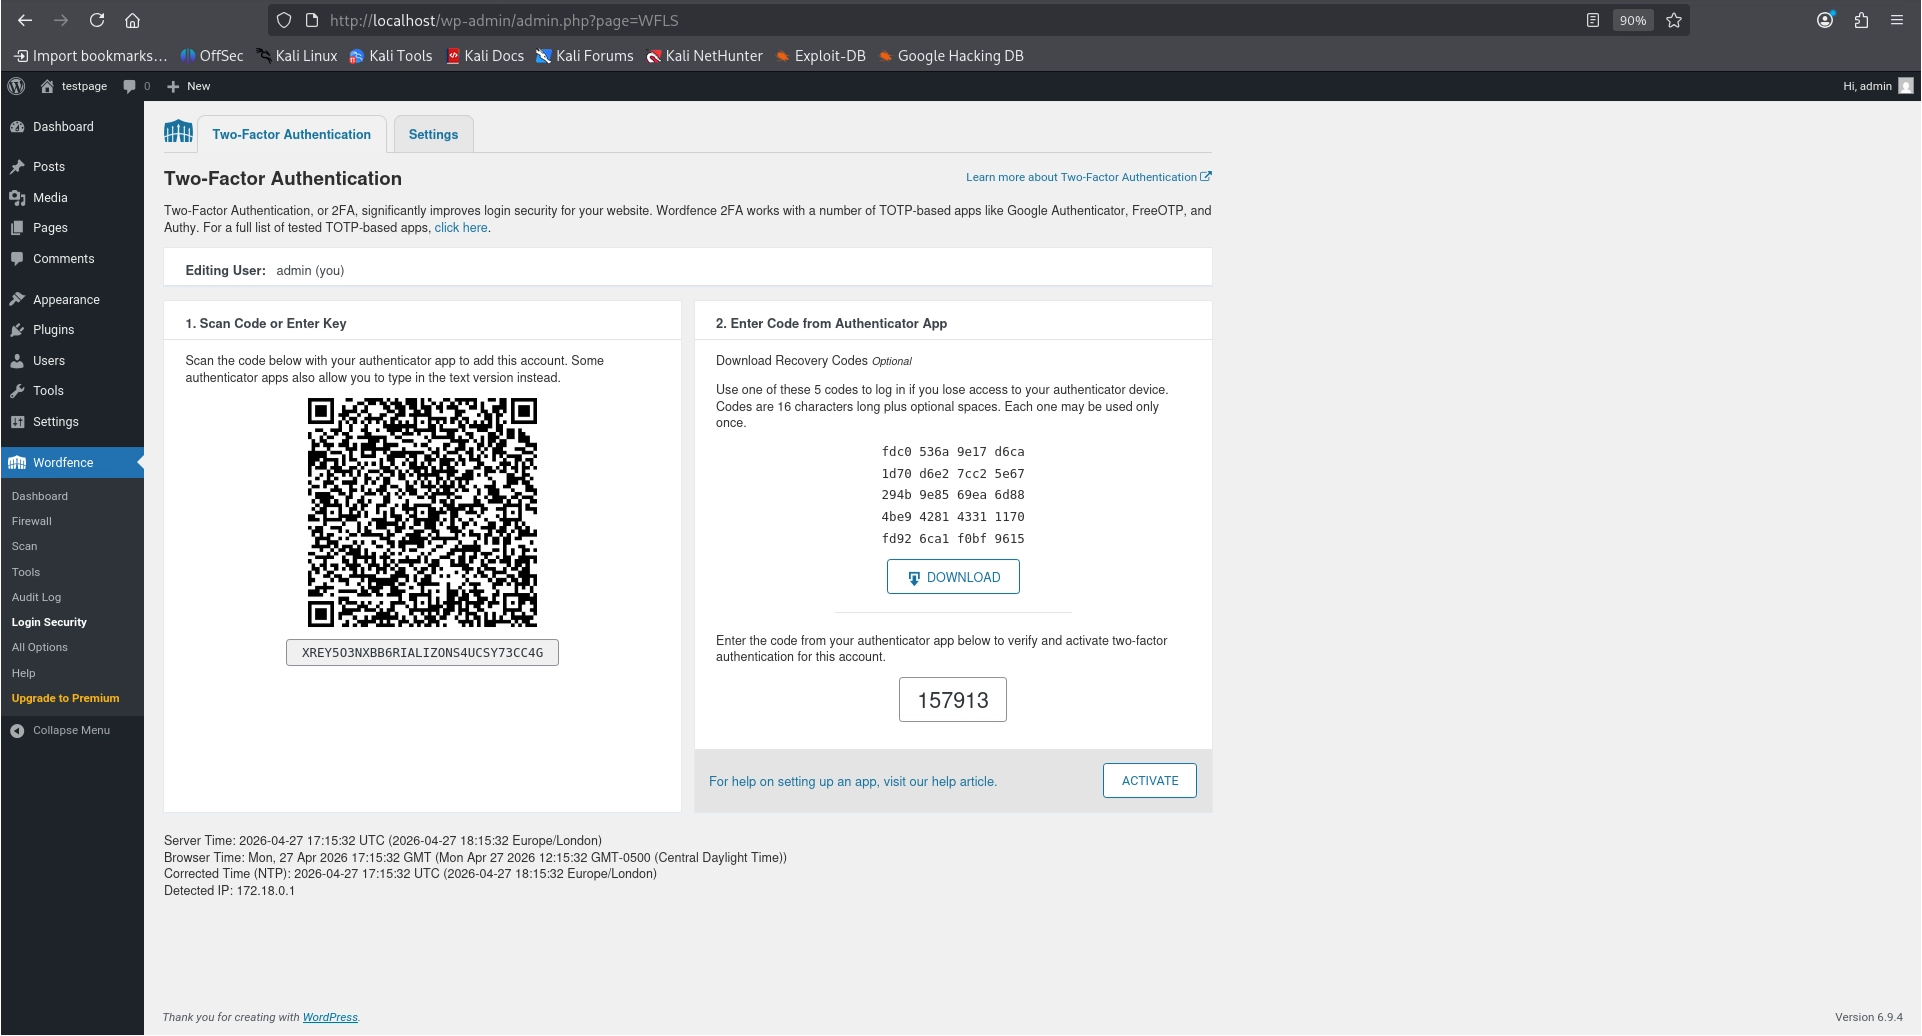 http://localhost/wp-admin/admin.php?page=WFLS
90%
Import bookmarks... OffSec Kali Linux Kali Tools Kali Docs Kali Forums Kali NetHunter Exploit-DB Google Hacking DB
testpage 0 New Hi, admin
Dashboard
Posts
Media
Pages
Comments
Appearance
Plugins
Users
Tools
Settings
Wordfence
Dashboard
Firewall
Scan
Tools
Audit Log
Login Security
All Options
Help
Upgrade to Premium
Collapse Menu
Two-Factor Authentication Settings
Two-Factor Authentication
Learn more about Two-Factor Authentication
Two-Factor Authentication, or 2FA, significantly improves login security for your website. Wordfence 2FA works with a number of TOTP-based apps like Google Authenticator, FreeOTP, and
Authy. For a full list of tested TOTP-based apps, click here.
Editing User: admin (you)
1. Scan Code or Enter Key
Scan the code below with your authenticator app to add this account. Some
authenticator apps also allow you to type in the text version instead.
XREY5O3NXBB6RIALIZONS4UCSY73CC4G
2. Enter Code from Authenticator App
Download Recovery Codes Optional
Use one of these 5 codes to log in if you lose access to your authenticator device.
Codes are 16 characters long plus optional spaces. Each one may be used only
once.
fdc0 536a 9e17 d6ca
1d70 d6e2 7cc2 5e67
294b 9e85 69ea 6d88
4be9 4281 4331 1170
fd92 6ca1 f0bf 9615
DOWNLOAD
Enter the code from your authenticator app below to verify and activate two-factor
authentication for this account.
157913
For help on setting up an app, visit our help article.
ACTIVATE
Server Time: 2026-04-27 17:15:32 UTC (2026-04-27 18:15:32 Europe/London)
Browser Time: Mon, 27 Apr 2026 17:15:32 GMT (Mon Apr 27 2026 12:15:32 GMT-0500 (Central Daylight Time))
Corrected Time (NTP): 2026-04-27 17:15:32 UTC (2026-04-27 18:15:32 Europe/London)
Detected IP: 172.18.0.1
Thank you for creating with WordPress.
Version 6.9.4